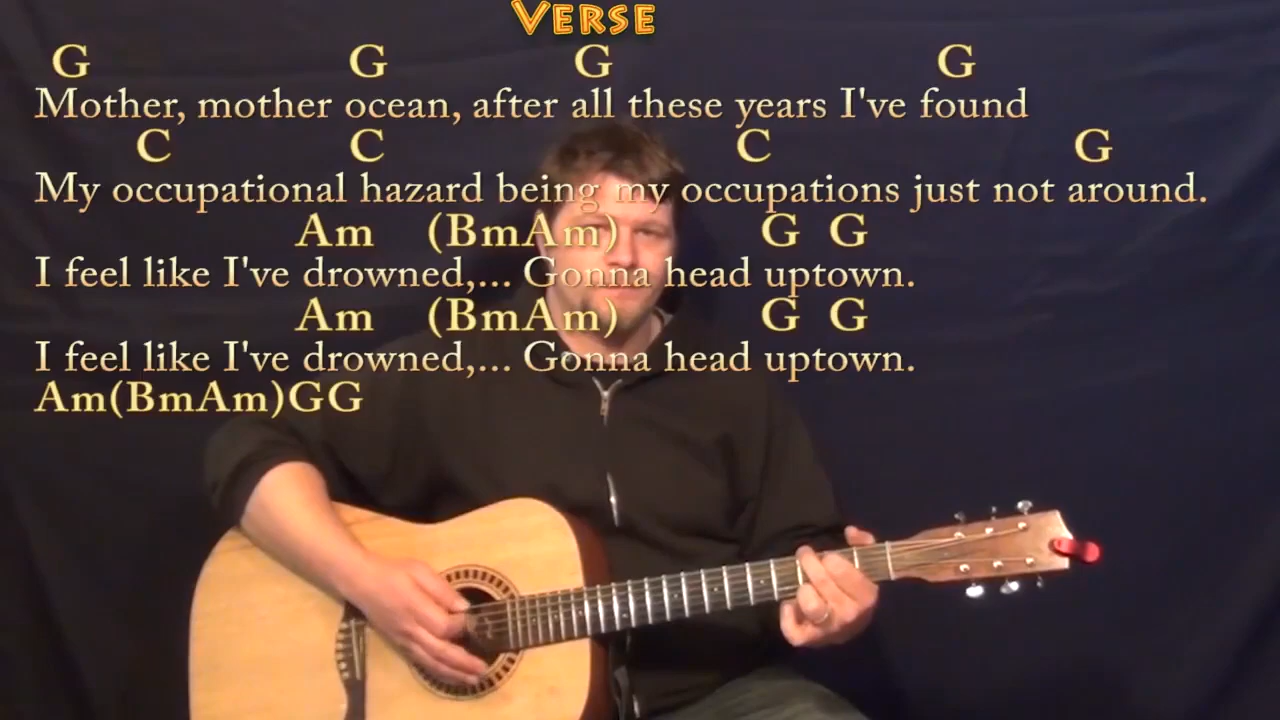 VERSE
G G G G
Mother, mother ocean, after all these years I've found
C C C G
My occupational hazard being my occupations just not around.
Am (BmAm) G G
I feel like I've drowned,... Gonna head uptown.
Am (BmAm) G G
I feel like I've drowned,... Gonna head uptown.
Am(BmAm)GG